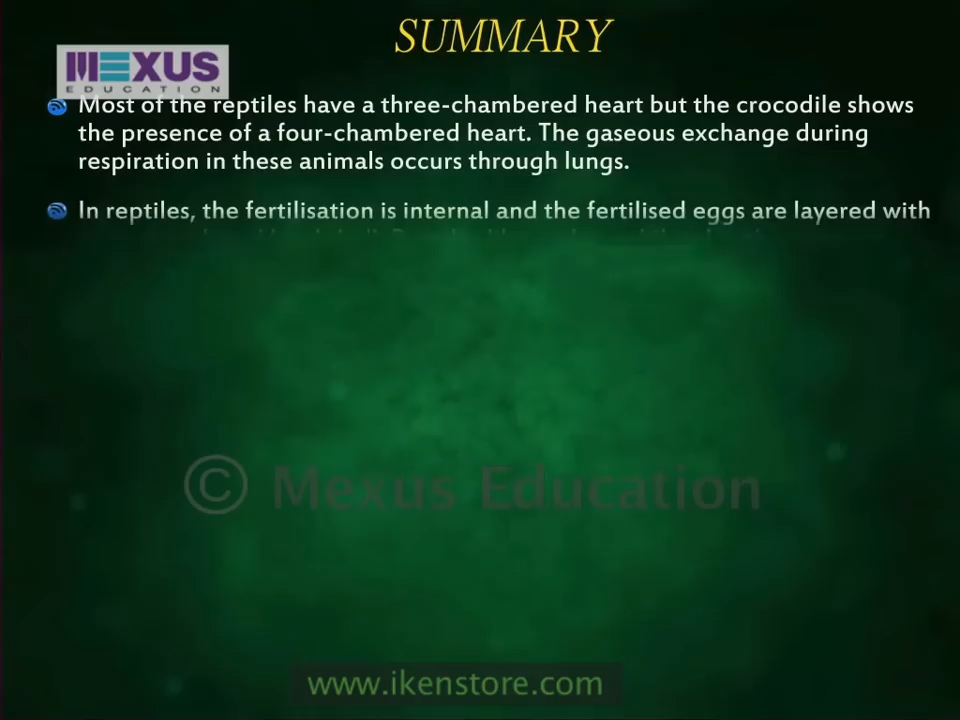 SUMMARY
MEXUS
EDUCATION
Most of the reptiles have a three-chambered heart but the crocodile shows
the presence of a four-chambered heart. The gaseous exchange during
respiration in these animals occurs through lungs.
In reptiles, the fertilisation is internal and the fertilised eggs are layered with
© Mexus Education
www.ikenstore.com